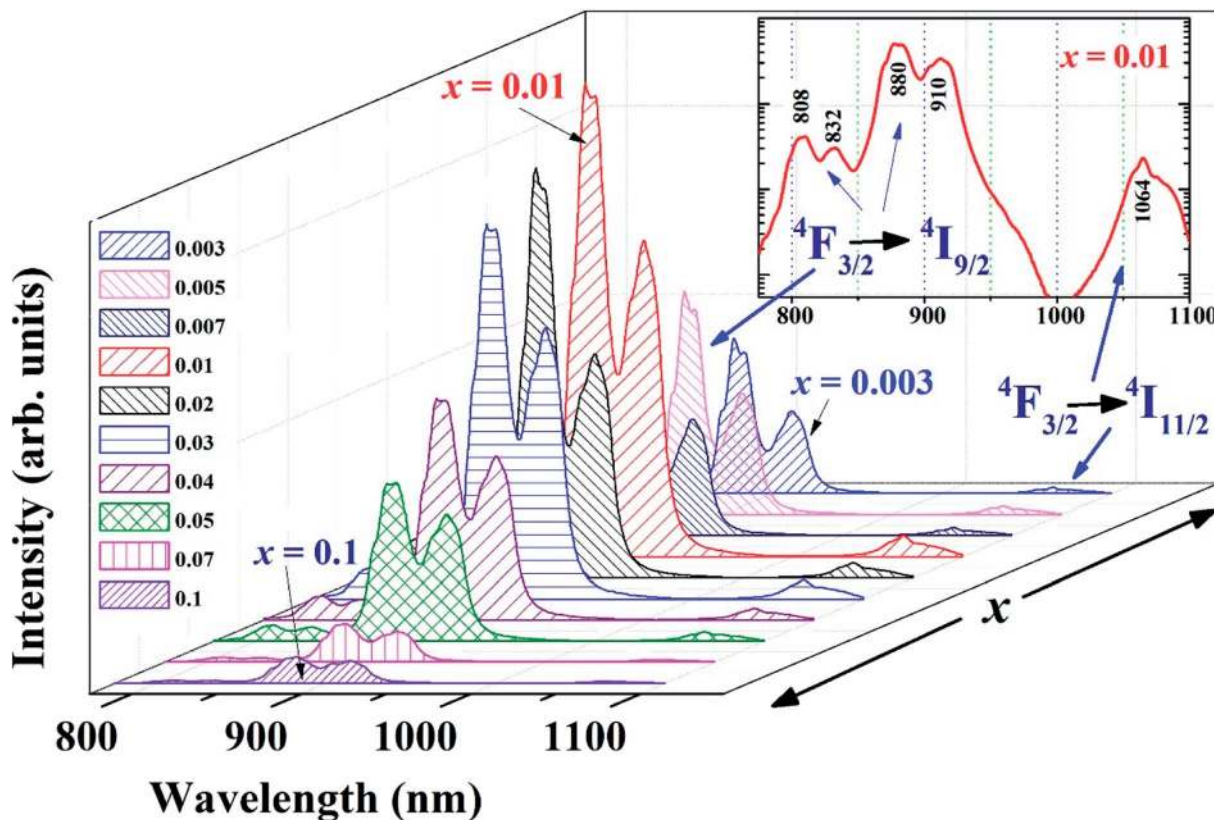 x = 0.01
x = 0.01
808
832
880
910
1064
⁴F₃/₂ → ⁴I₉/₂
800
900
1000
1100
0.003
0.005
0.007
0.01
0.02
0.03
0.04
0.05
0.07
0.1
x = 0.003
⁴F₃/₂ → ⁴I₁₁/₂
x = 0.1
x
Intensity (arb. units)
800
900
1000
1100
Wavelength (nm)